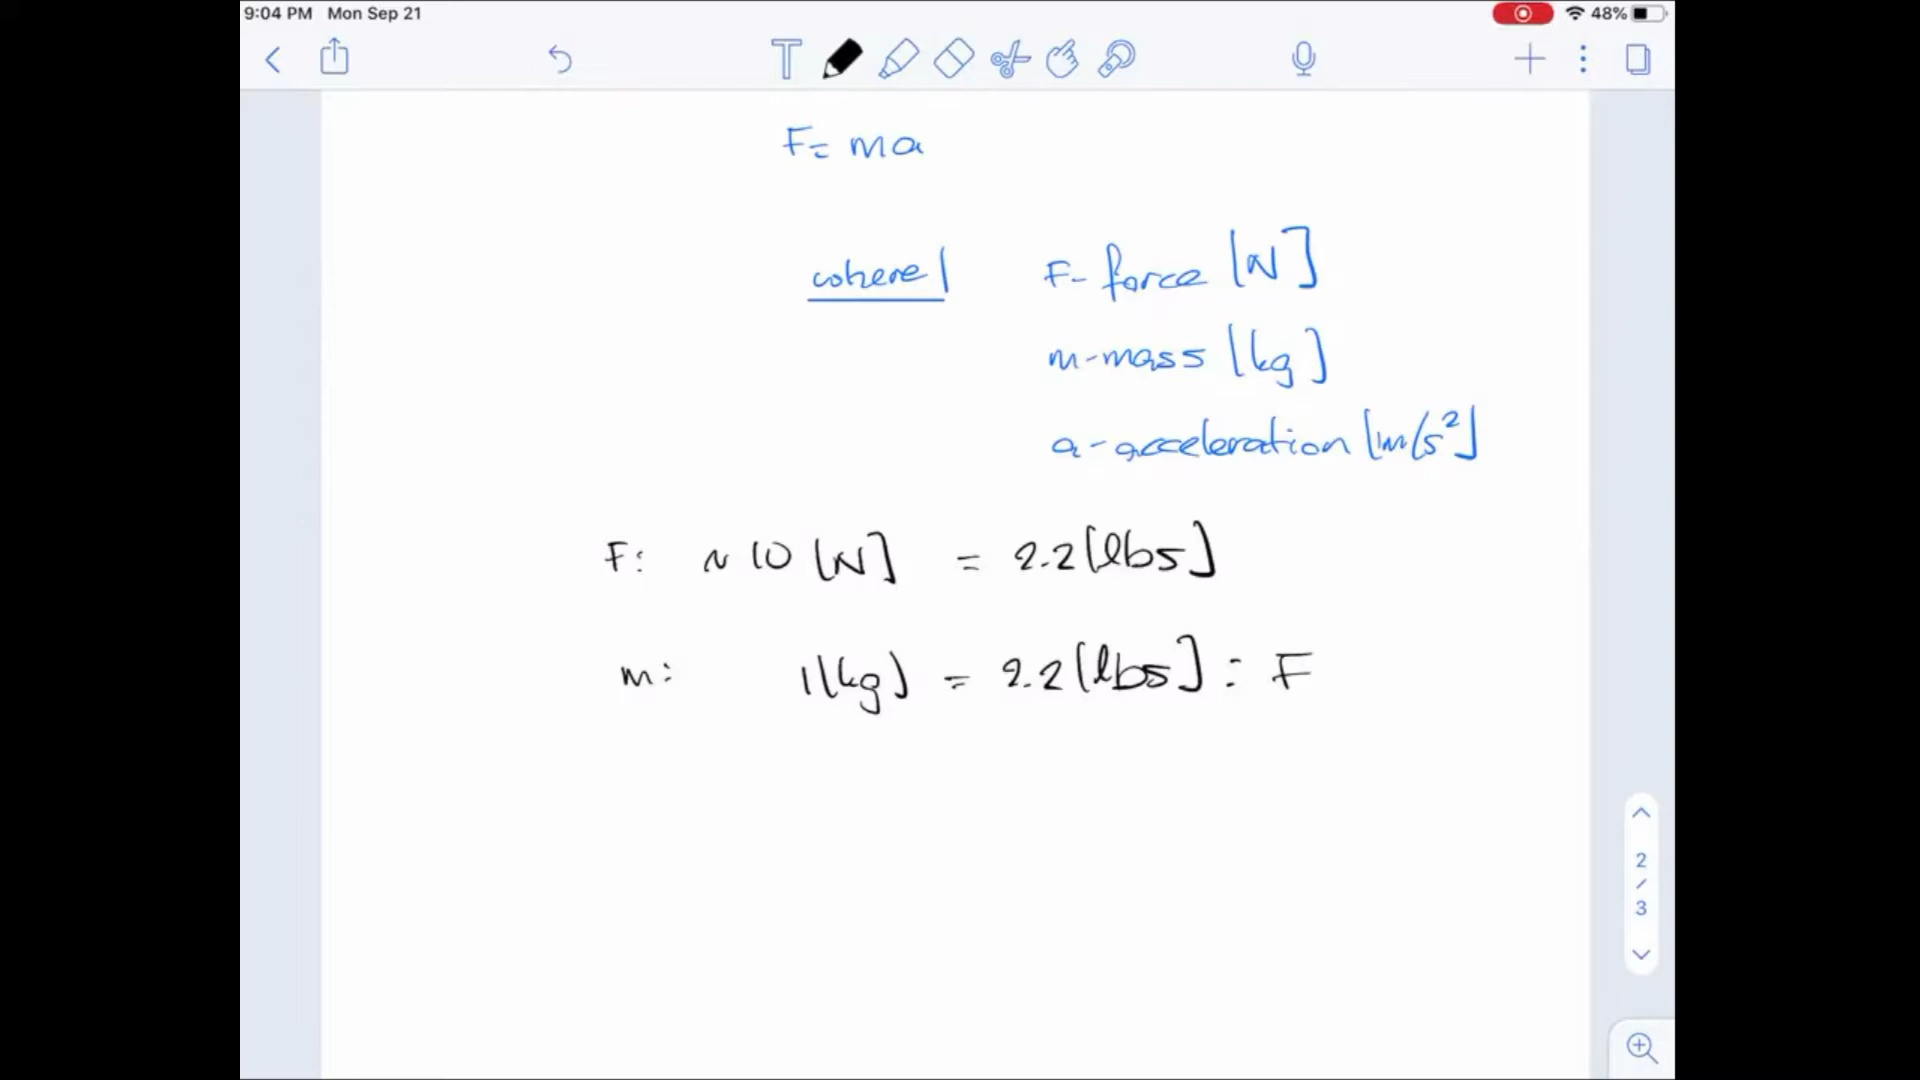 9:04 PM Mon Sep 21
48%
T
F = ma
where | F - force [N]
m - mass [kg]
a - acceleration [m/s²]
F: ~ 10 [N] = 2.2 [lbs]
m: 1 [kg] = 2.2 [lbs] : F
2
/
3